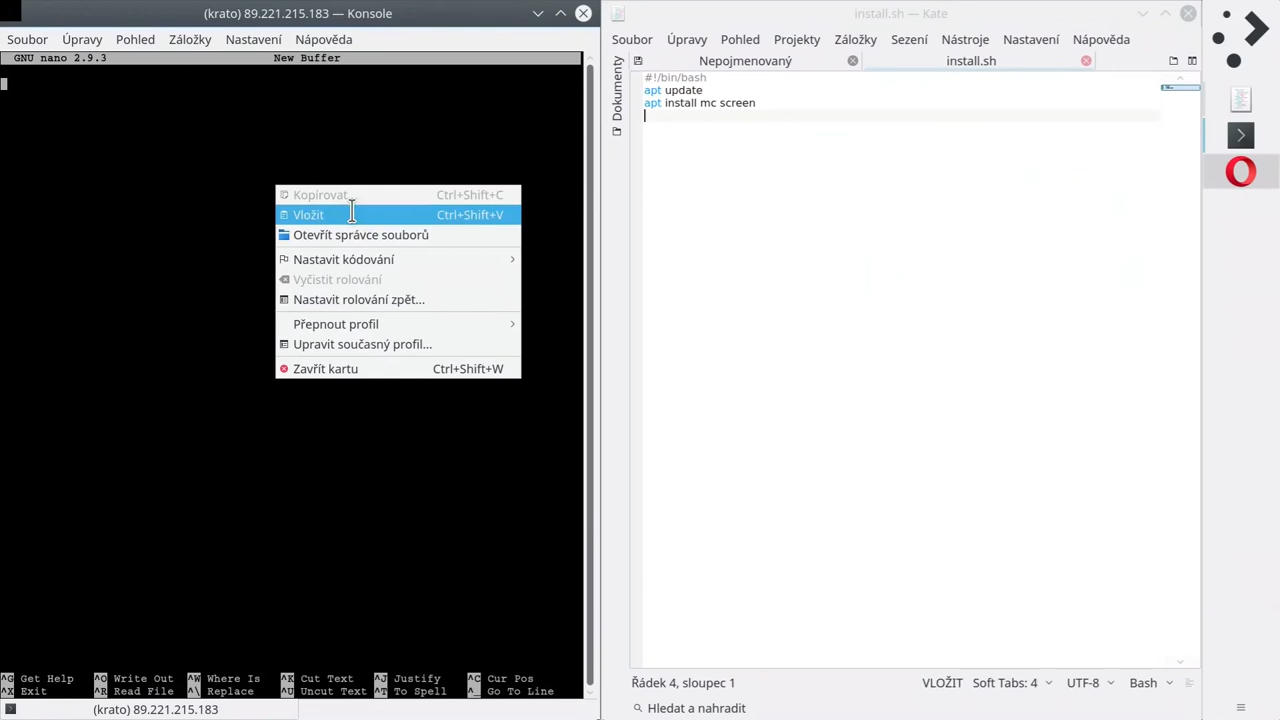 (krato) 89.221.215.183 — Konsole
Soubor Úpravy Pohled Záložky Nastavení Nápověda
GNU nano 2.9.3 New Buffer
Kopírovat Ctrl+Shift+C
Vložit Ctrl+Shift+V
Otevřít správce souborů
Nastavit kódování
Vyčistit rolování
Nastavit rolování zpět...
Přepnout profil
Upravit současný profil...
Zavřít kartu Ctrl+Shift+W
^G Get Help ^O Write Out ^W Where Is ^K Cut Text ^J Justify ^C Cur Pos
^X Exit ^R Read File ^\ Replace ^U Uncut Text ^T To Spell ^_ Go To Line
(krato) 89.221.215.183
install.sh — Kate
Soubor Úpravy Pohled Projekty Záložky Sezení Nástroje Nastavení Nápověda
Nepojmenovaný install.sh
Dokumenty
#!/bin/bash
apt update
apt install mc screen
Řádek 4, sloupec 1 VLOŽIT Soft Tabs: 4 UTF-8 Bash
Hledat a nahradit